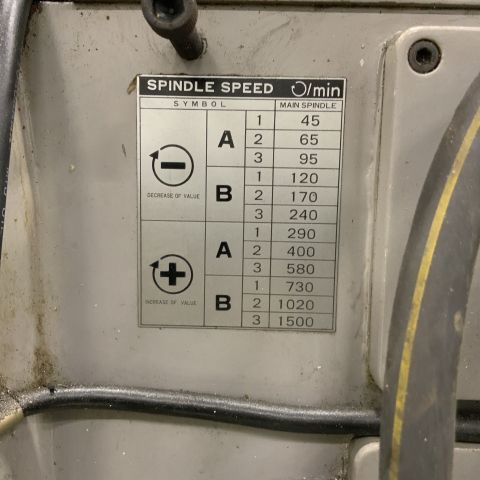 SPINDLE SPEED /min
SYMBOL MAIN SPINDLE
A 1 45
2 65
3 95
DECREASE OF VALUE
B 1 120
2 170
3 240
A 1 290
2 400
3 580
INCREASE OF VALUE
B 1 730
2 1020
3 1500